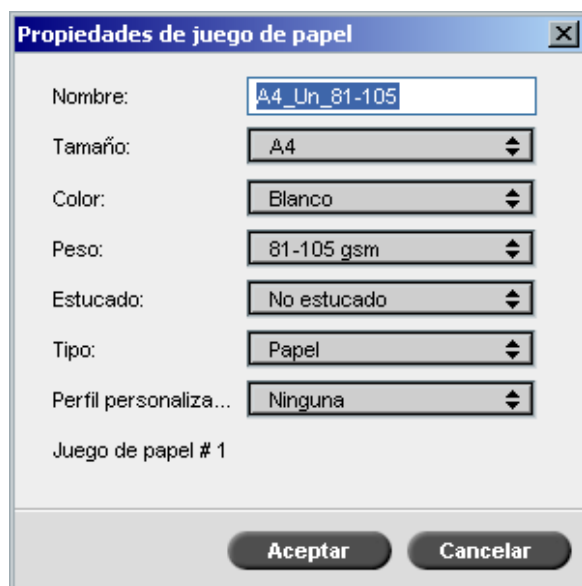 Propiedades de juego de papel
Nombre: A4_Un_81-105
Tamaño: A4
Color: Blanco
Peso: 81-105 gsm
Estucado: No estucado
Tipo: Papel
Perfil personaliza... Ninguna
Juego de papel # 1
Aceptar Cancelar